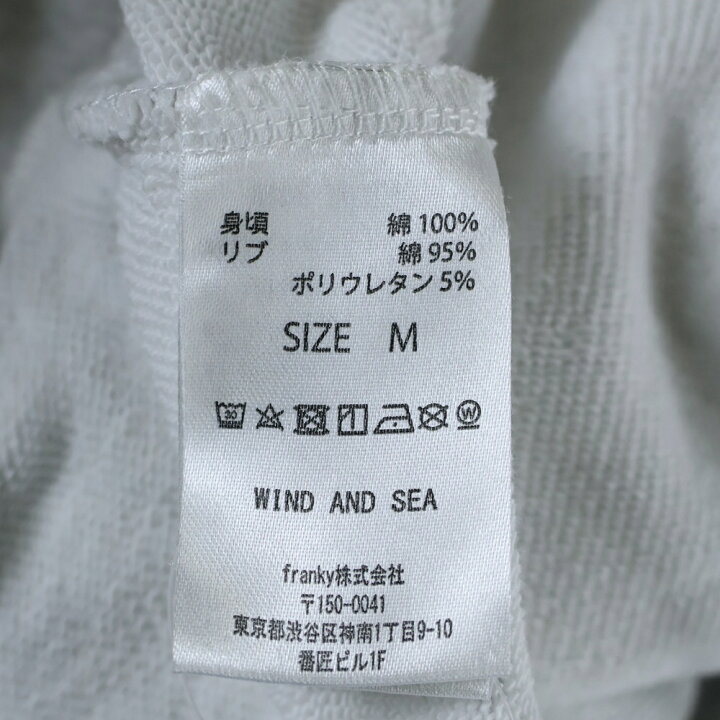 身頃 綿 100%
リブ 綿 95%
ポリウレタン 5%
SIZE M
30 W
WIND AND SEA
franky株式会社
〒150-0041
東京都渋谷区神南1丁目9-10
番匠ビル1F